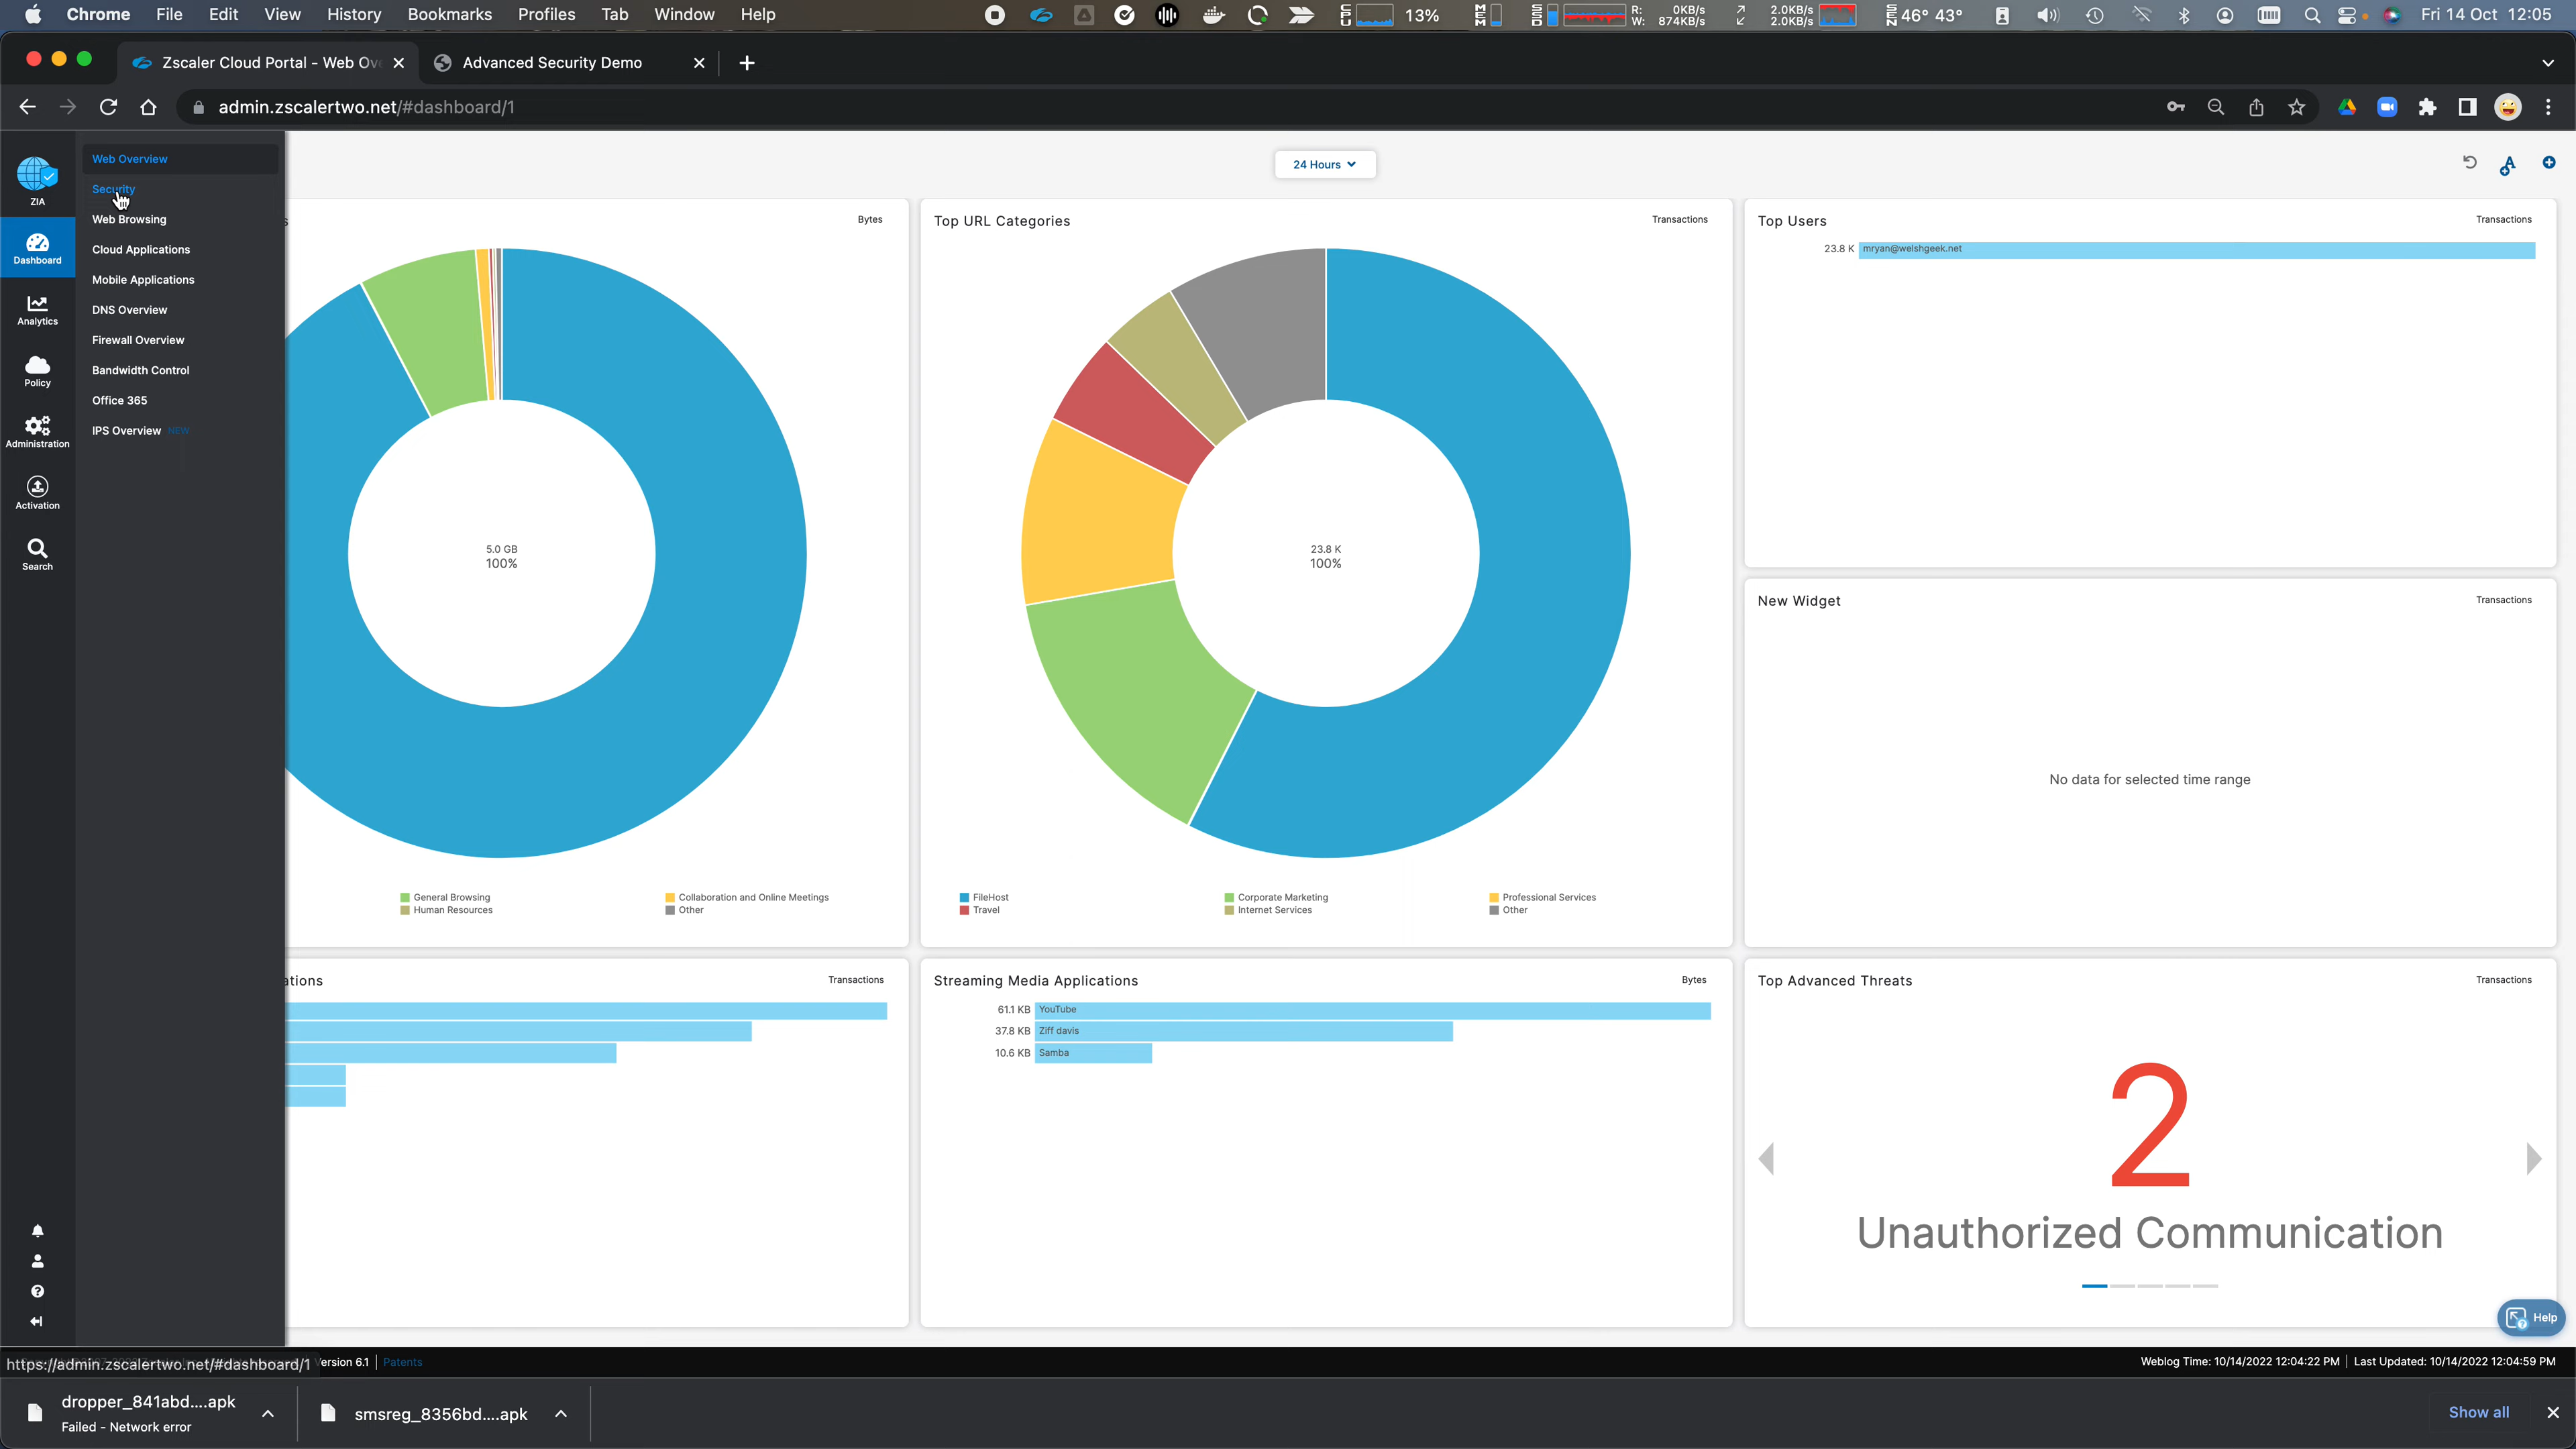 Chrome File Edit View History Bookmarks Profiles Tab Window Help
CPU 13% MEM SSD R: 0KB/s W: 874KB/s 2.0KB/s 2.0KB/s SEN 46° 43° Fri 14 Oct 12:05
Zscaler Cloud Portal - Web Ov
Advanced Security Demo
admin.zscalertwo.net/#dashboard/1
ZIA
Dashboard
Analytics
Policy
Administration
Activation
Search
Web Overview
Security
Web Browsing
Cloud Applications
Mobile Applications
DNS Overview
Firewall Overview
Bandwidth Control
Office 365
IPS Overview NEW
24 Hours
s Bytes
5.0 GB
100%
General Browsing
Collaboration and Online Meetings
Human Resources
Other
Top URL Categories Transactions
23.8 K
100%
FileHost
Corporate Marketing
Professional Services
Travel
Internet Services
Other
Top Users Transactions
23.8 K mryan@welshgeek.net
New Widget Transactions
No data for selected time range
ations Transactions
Streaming Media Applications Bytes
61.1 KB YouTube
37.8 KB Ziff davis
10.6 KB Samba
Top Advanced Threats Transactions
2
Unauthorized Communication
Help
https://admin.zscalertwo.net/#dashboard/1
ersion 6.1 | Patents
Weblog Time: 10/14/2022 12:04:22 PM | Last Updated: 10/14/2022 12:04:59 PM
dropper_841abd....apk
Failed - Network error
smsreg_8356bd....apk
Show all